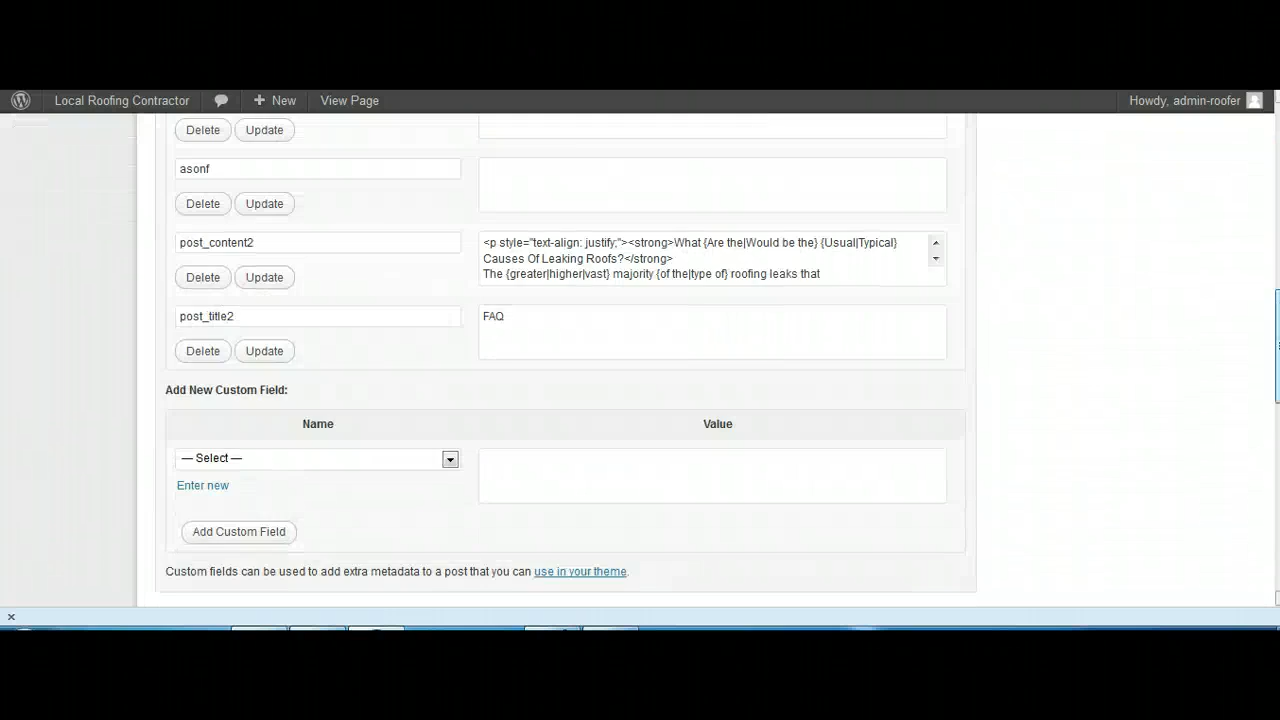 Local Roofing Contractor New View Page Howdy, admin-roofer
Delete Update
asonf
Delete Update
post_content2
<p style="text-align: justify;"><strong>What {Are the|Would be the} {Usual|Typical}
Causes Of Leaking Roofs?</strong>
The {greater|higher|vast} majority {of the|type of} roofing leaks that
Delete Update
post_title2
FAQ
Delete Update
Add New Custom Field:
Name Value
— Select —
Enter new
Add Custom Field
Custom fields can be used to add extra metadata to a post that you can use in your theme.